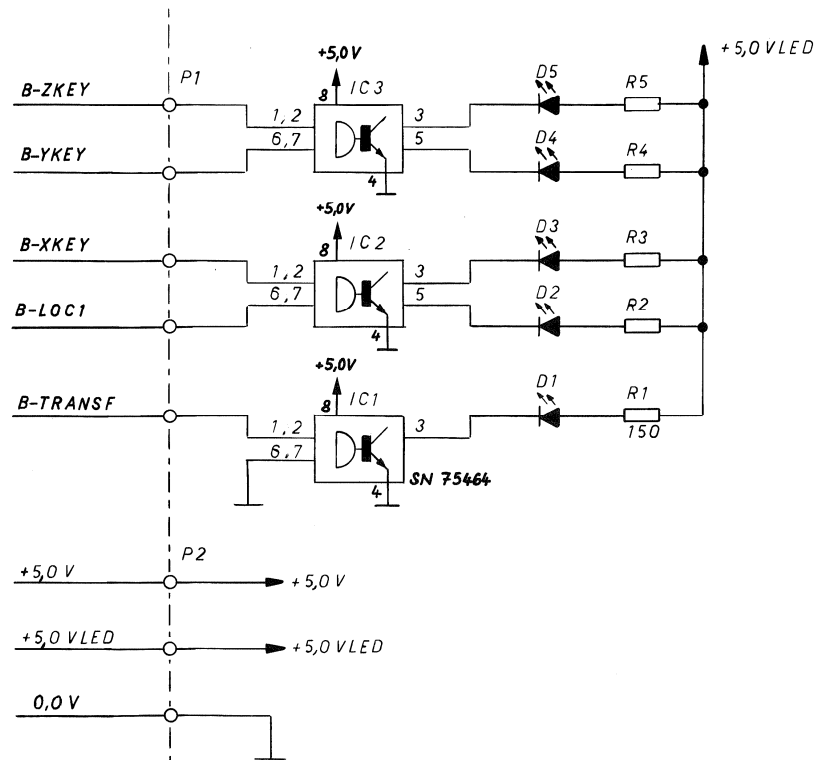 +5,0 VLED
+5,0V
P1
8
IC3
D5
R5
B-ZKEY
1,2
3
6,7
5
D4
R4
B-YKEY
4
+5,0V
8
IC2
D3
R3
B-XKEY
1,2
3
6,7
5
D2
R2
B-LOC1
4
+5,0V
8
IC1
D1
R1
B-TRANSF
1,2
3
150
6,7
SN 75464
4
P2
+5,0 V
+5,0 V
+5,0 VLED
+5,0 VLED
0,0 V